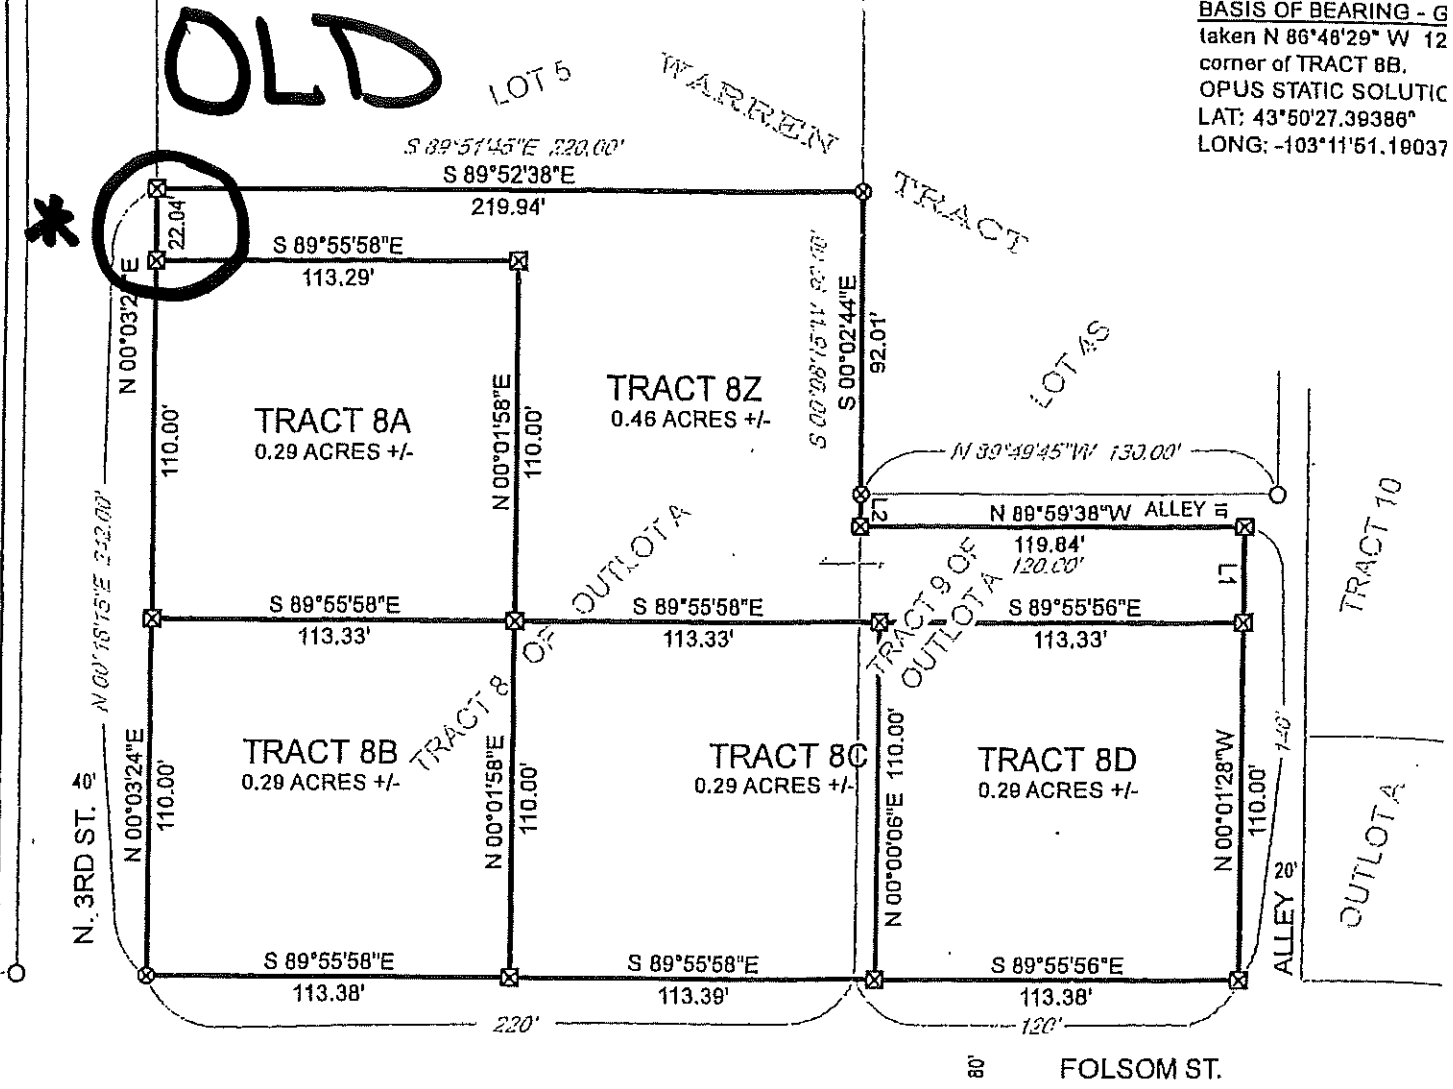 OLD
BASIS OF BEARING - G
taken N 86°46'29" W 12
corner of TRACT 8B.
OPUS STATIC SOLUTIO
LAT: 43°50'27.39386"
LONG: -103°11'51.19037
LOT 5
WARREN
TRACT
S 89°51'45"E 220.00'
S 89°52'38"E
219.94'
*
22.04'
S 89°55'58"E
113.29'
N 00°03'2 "E
110.00'
TRACT 8A
0.29 ACRES +/-
N 00°01'58"E
110.00'
TRACT 8Z
0.46 ACRES +/-
S 00°02'44"E
92.01'
LOT 4S
N 89°49'45"W 130.00'
L2
N 89°59'38"W
ALLEY
119.84'
120.00'
L1
TRACT 10
N 00°16'15"E 242.00'
S 89°55'58"E
113.33'
S 89°55'58"E
113.33'
S 89°55'56"E
113.33'
TRACT 8 OF OUTLOT A
TRACT 9 OF
OUTLOT A
N 00°03'24"E
110.00'
TRACT 8B
0.29 ACRES +/-
N 00°01'58"E
110.00'
TRACT 8C
0.29 ACRES +/-
N 00°00'06"E 110.00'
TRACT 8D
0.29 ACRES +/-
N 00°01'28"W
110.00'
140'
OUTLOT A
40'
N. 3RD ST.
20'
ALLEY
S 89°55'58"E
113.38'
S 89°55'58"E
113.39'
S 89°55'56"E
113.38'
220'
120'
80'
FOLSOM ST.